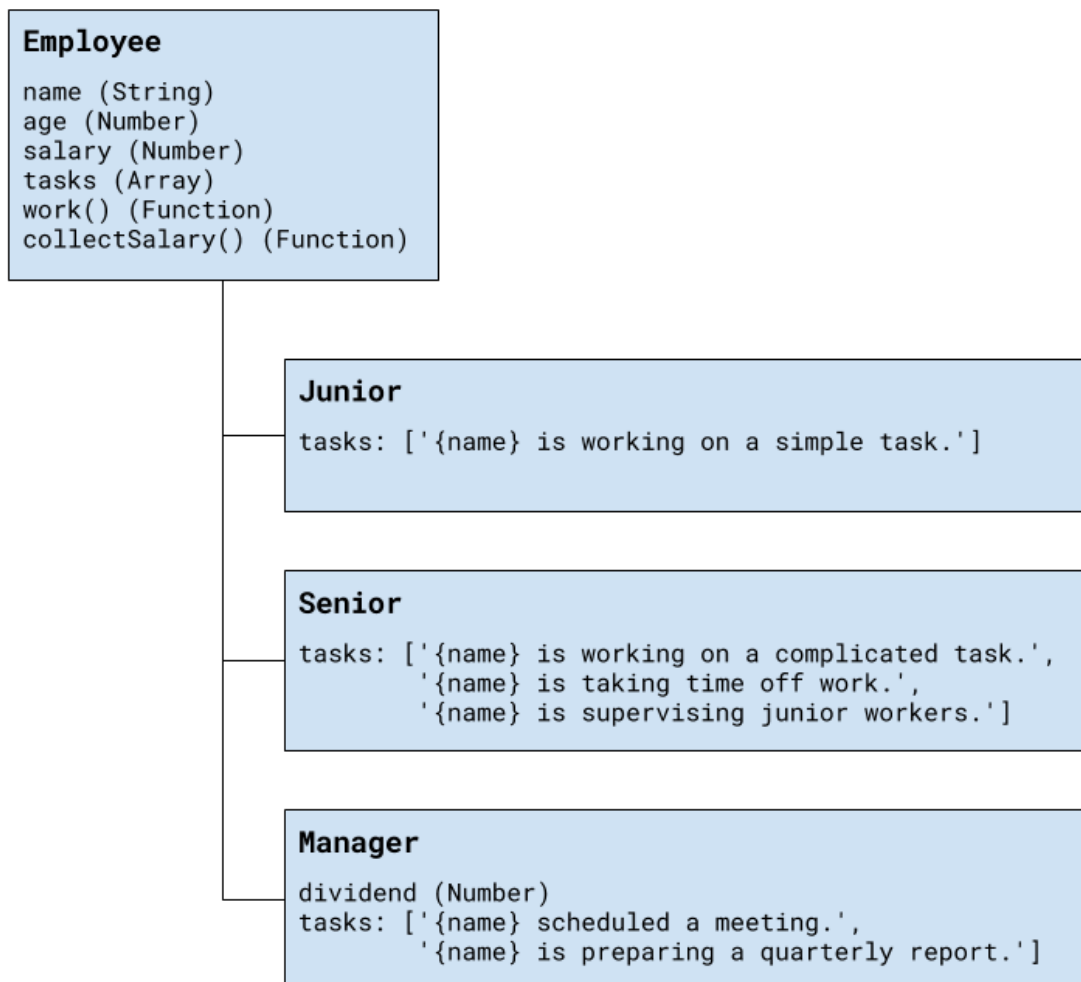 Employee
name (String)
age (Number)
salary (Number)
tasks (Array)
work() (Function)
collectSalary() (Function)
Junior
tasks: ['{name} is working on a simple task.']
Senior
tasks: ['{name} is working on a complicated task.',
'{name} is taking time off work.',
'{name} is supervising junior workers.']
Manager
dividend (Number)
tasks: ['{name} scheduled a meeting.',
'{name} is preparing a quarterly report.']